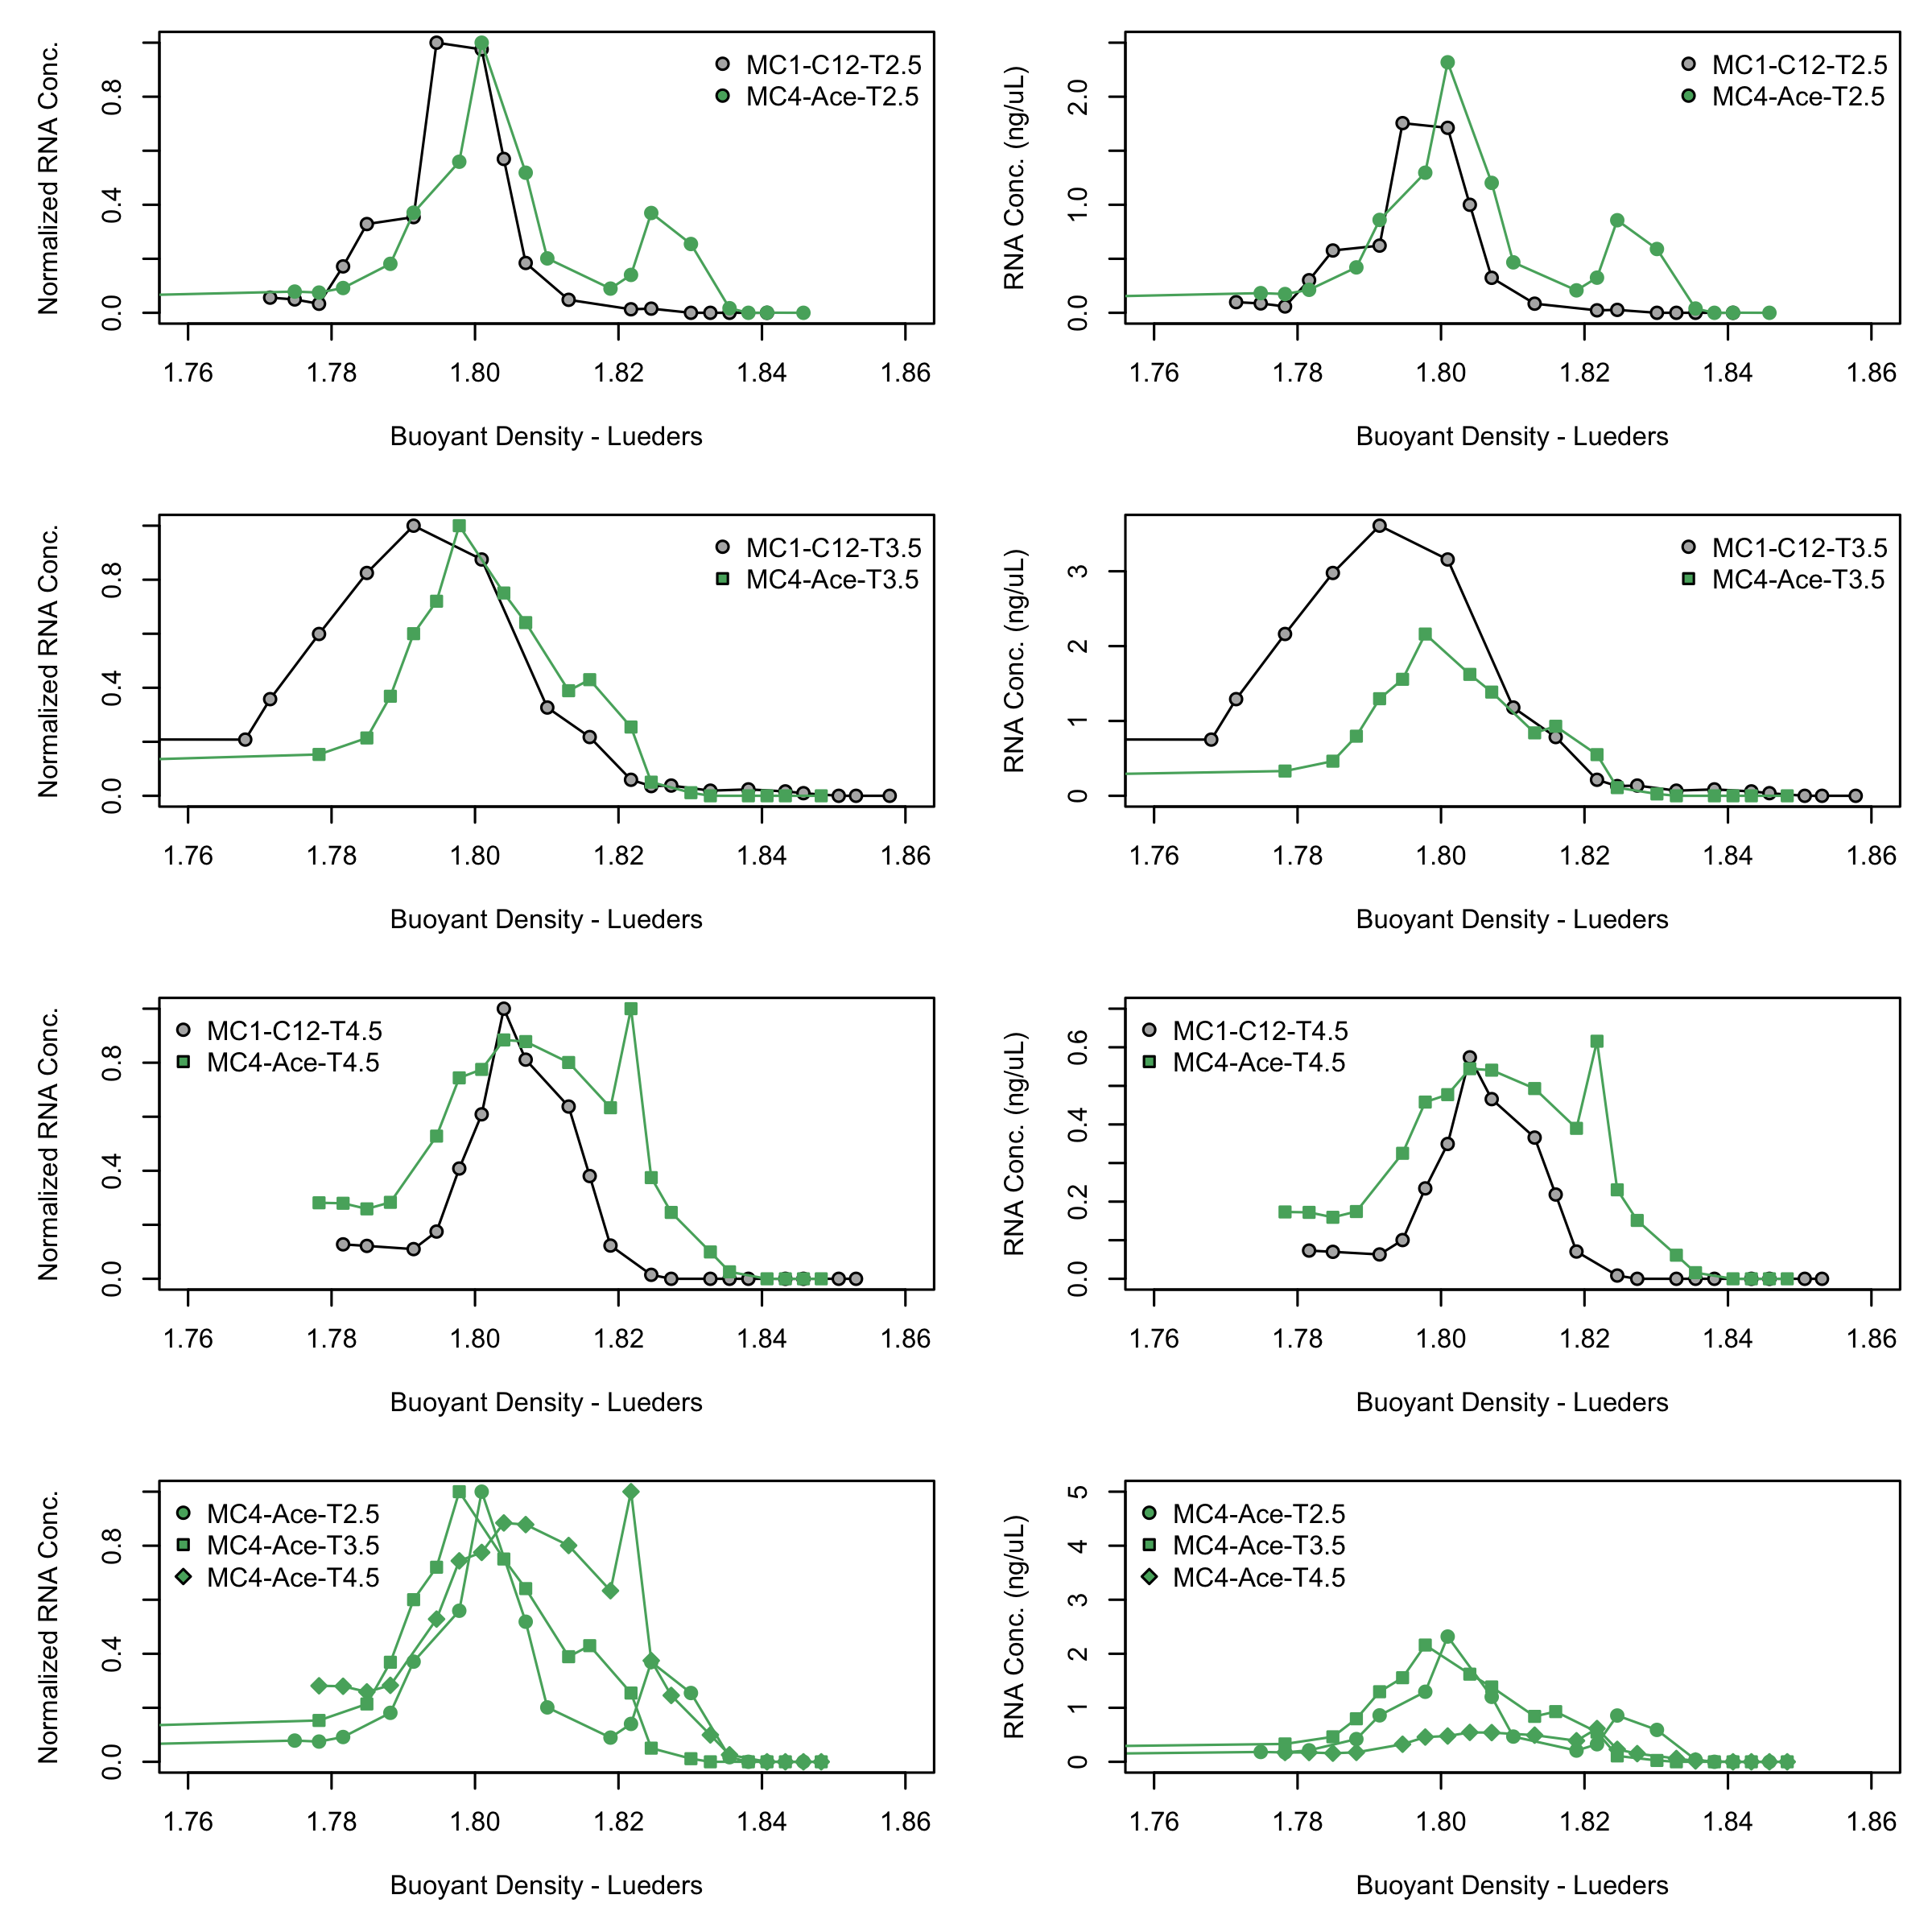 Normalized RNA Conc.
0.0 0.4 0.8
MC1-C12-T2.5
MC4-Ace-T2.5
1.76 1.78 1.80 1.82 1.84 1.86
Buoyant Density - Lueders
RNA Conc. (ng/uL)
0.0 1.0 2.0
MC1-C12-T2.5
MC4-Ace-T2.5
1.76 1.78 1.80 1.82 1.84 1.86
Buoyant Density - Lueders
Normalized RNA Conc.
0.0 0.4 0.8
MC1-C12-T3.5
MC4-Ace-T3.5
1.76 1.78 1.80 1.82 1.84 1.86
Buoyant Density - Lueders
RNA Conc. (ng/uL)
0 1 2 3
MC1-C12-T3.5
MC4-Ace-T3.5
1.76 1.78 1.80 1.82 1.84 1.86
Buoyant Density - Lueders
Normalized RNA Conc.
0.0 0.4 0.8
MC1-C12-T4.5
MC4-Ace-T4.5
1.76 1.78 1.80 1.82 1.84 1.86
Buoyant Density - Lueders
RNA Conc. (ng/uL)
0.0 0.2 0.4 0.6
MC1-C12-T4.5
MC4-Ace-T4.5
1.76 1.78 1.80 1.82 1.84 1.86
Buoyant Density - Lueders
Normalized RNA Conc.
0.0 0.4 0.8
MC4-Ace-T2.5
MC4-Ace-T3.5
MC4-Ace-T4.5
1.76 1.78 1.80 1.82 1.84 1.86
Buoyant Density - Lueders
RNA Conc. (ng/uL)
0 1 2 3 4 5
MC4-Ace-T2.5
MC4-Ace-T3.5
MC4-Ace-T4.5
1.76 1.78 1.80 1.82 1.84 1.86
Buoyant Density - Lueders